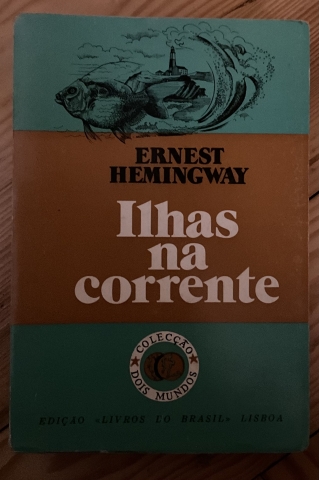 ERNEST
HEMINGWAY
Ilhas
na
corrente
COLECÇÃO
DOIS MUNDOS
EDIÇÃO «LIVROS DO BRASIL» LISBOA